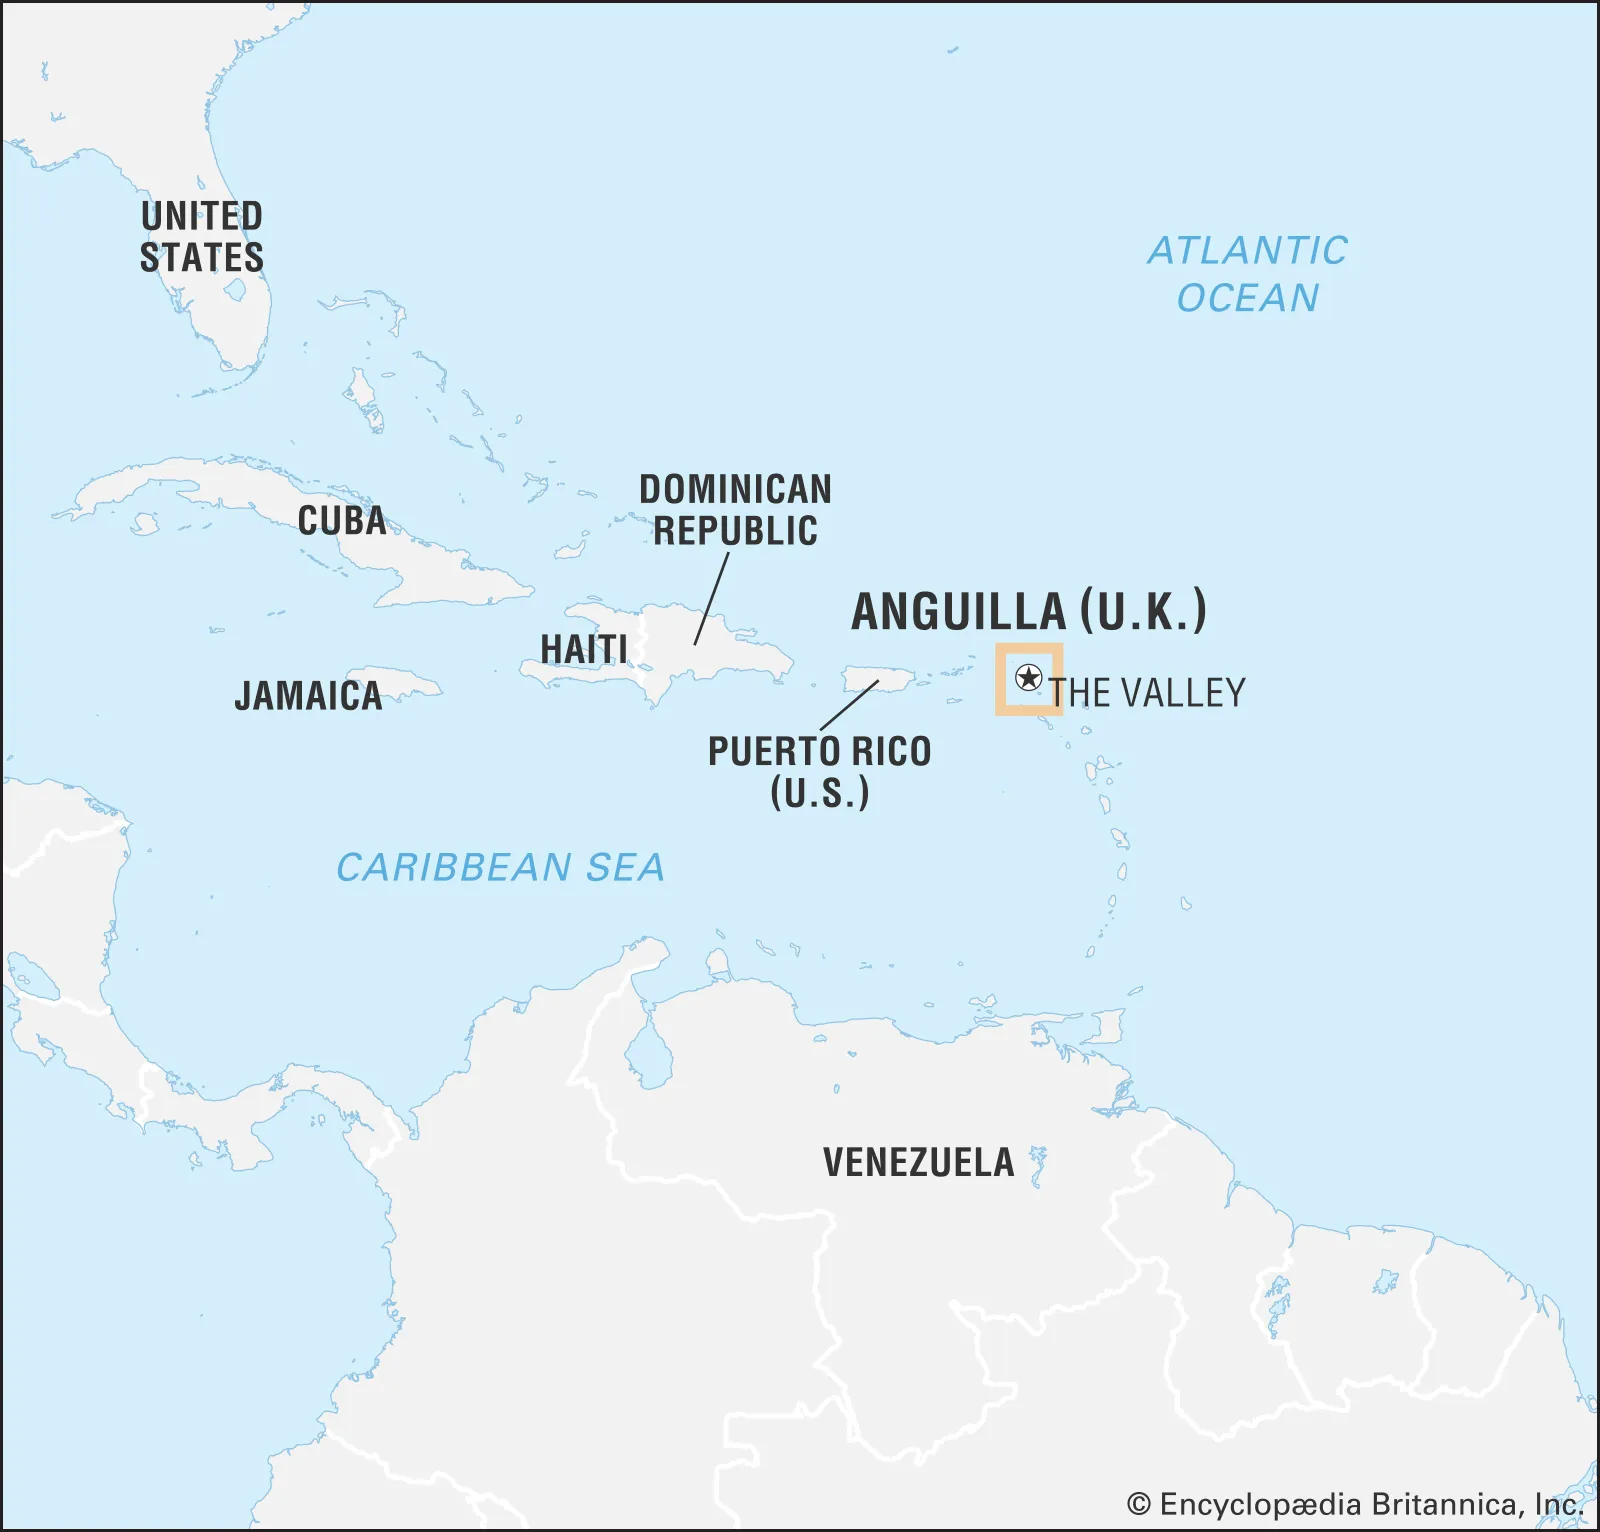 UNITED
STATES
ATLANTIC
OCEAN
DOMINICAN
REPUBLIC
CUBA
ANGUILLA (U.K.)
HAITI
JAMAICA
THE VALLEY
PUERTO RICO
(U.S.)
CARIBBEAN SEA
VENEZUELA
© Encyclopædia Britannica, Inc.